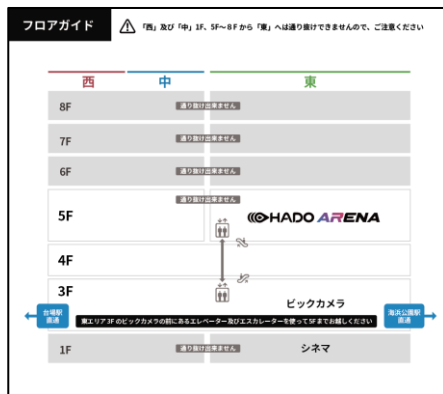 フロアガイド
「西」及び「中」1F、5F〜8Fから「東」へは通り抜けできませんので、ご注意ください
西 中 東
8F 通り抜け出来ません
7F 通り抜け出来ません
6F 通り抜け出来ません
通り抜け出来ません
5F HADO ARENA
4F
3F
ビックカメラ
台場駅
直通
海浜公園駅
直通
東エリア3Fのビックカメラの前にあるエレベーター及びエスカレーターを使って5Fまでお越しください
1F 通り抜け出来ません シネマ